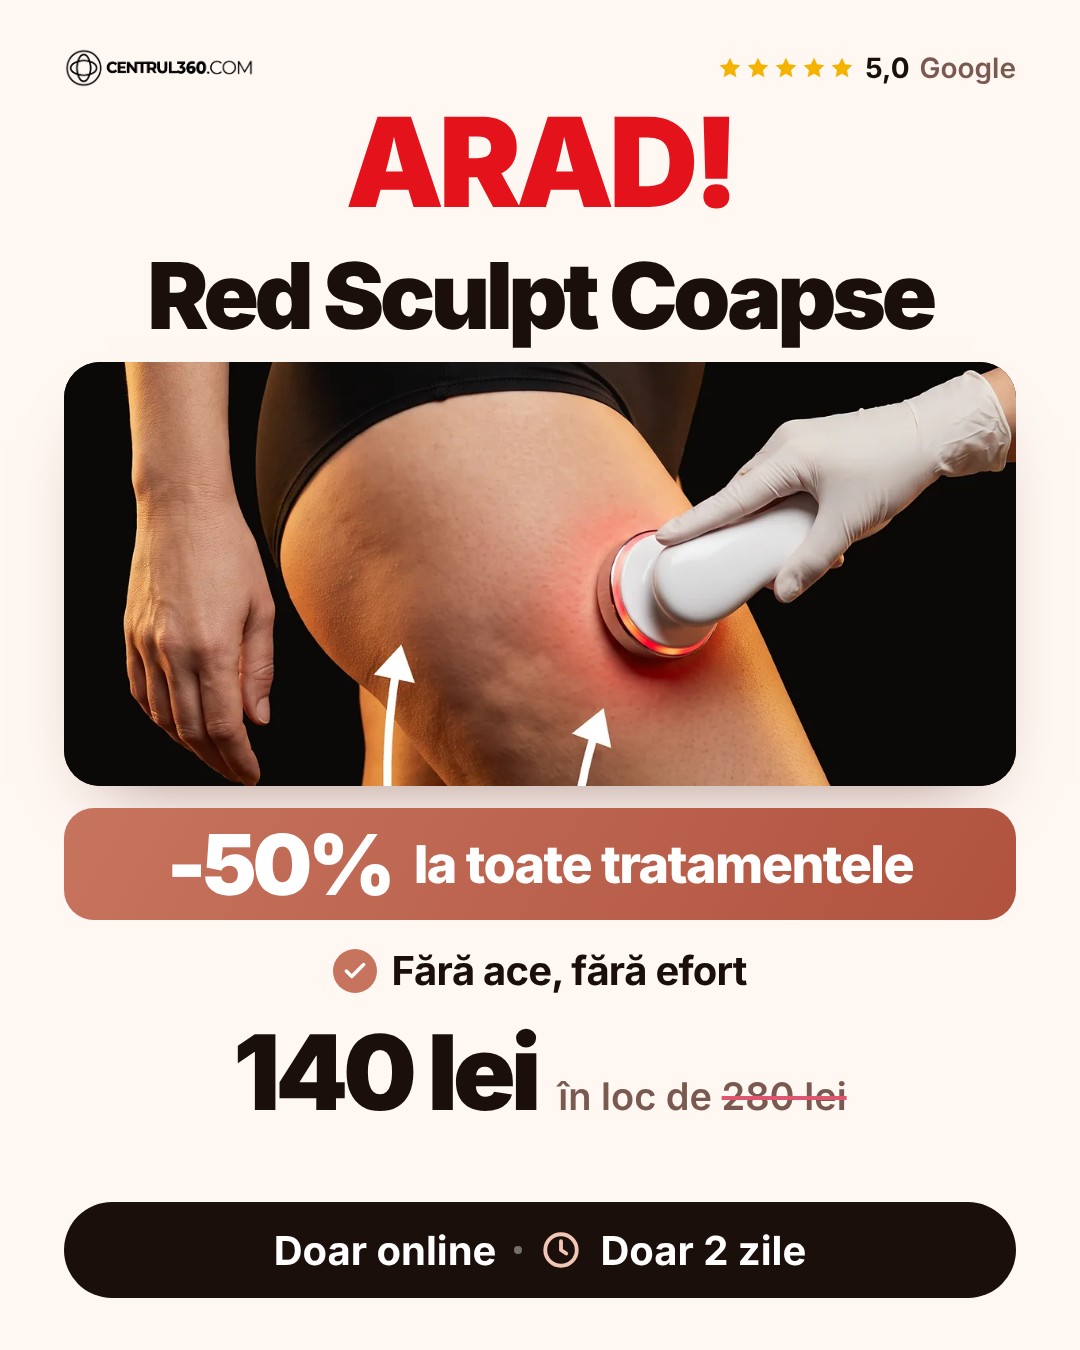 CENTRUL360.COM
5,0 Google
ARAD!
Red Sculpt Coapse
-50% la toate tratamentele
Fără ace, fără efort
140 lei în loc de 280 lei
Doar online • Doar 2 zile